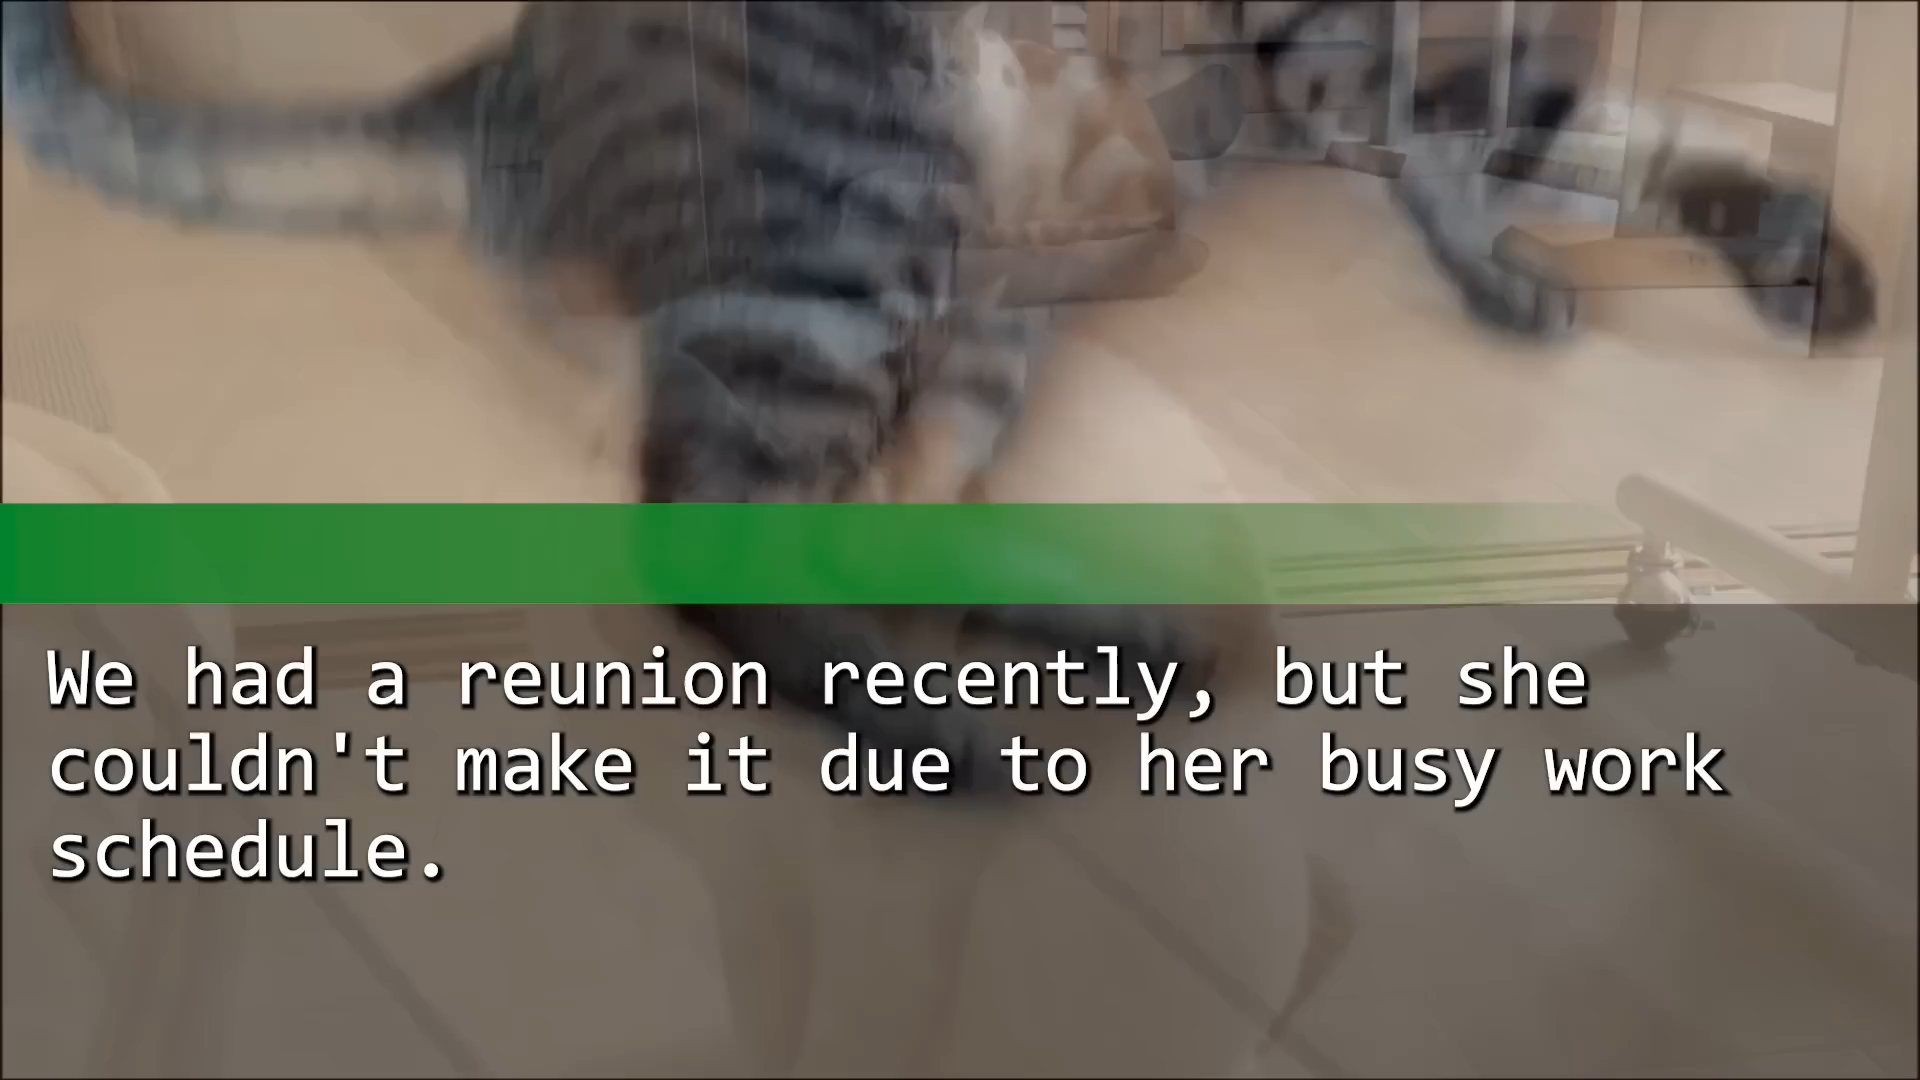 We had a reunion recently, but she
couldn't make it due to her busy work
schedule.